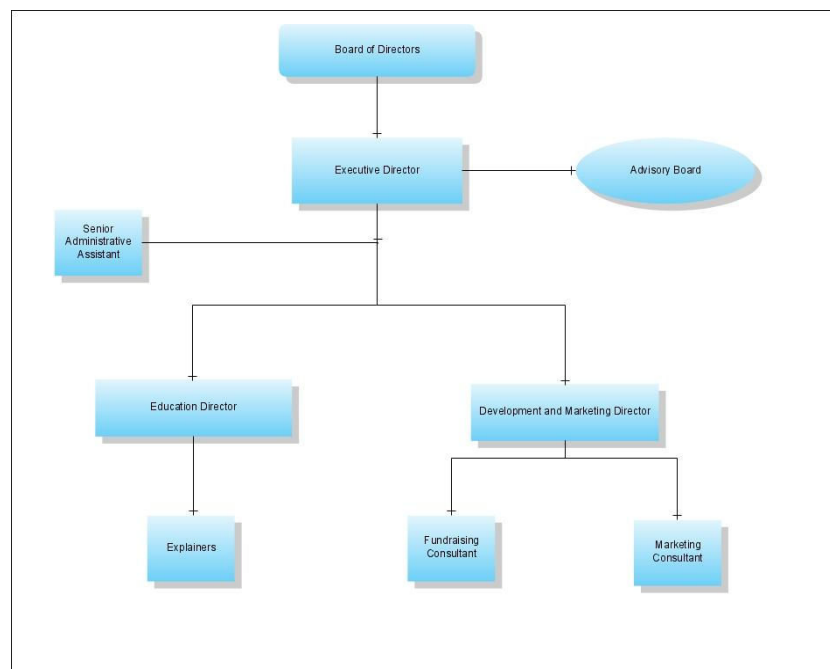 Board of Directors
Executive Director
Advisory Board
Senior
Administrative
Assistant
Education Director
Development and Marketing Director
Explainers
Fundraising
Consultant
Marketing
Consultant